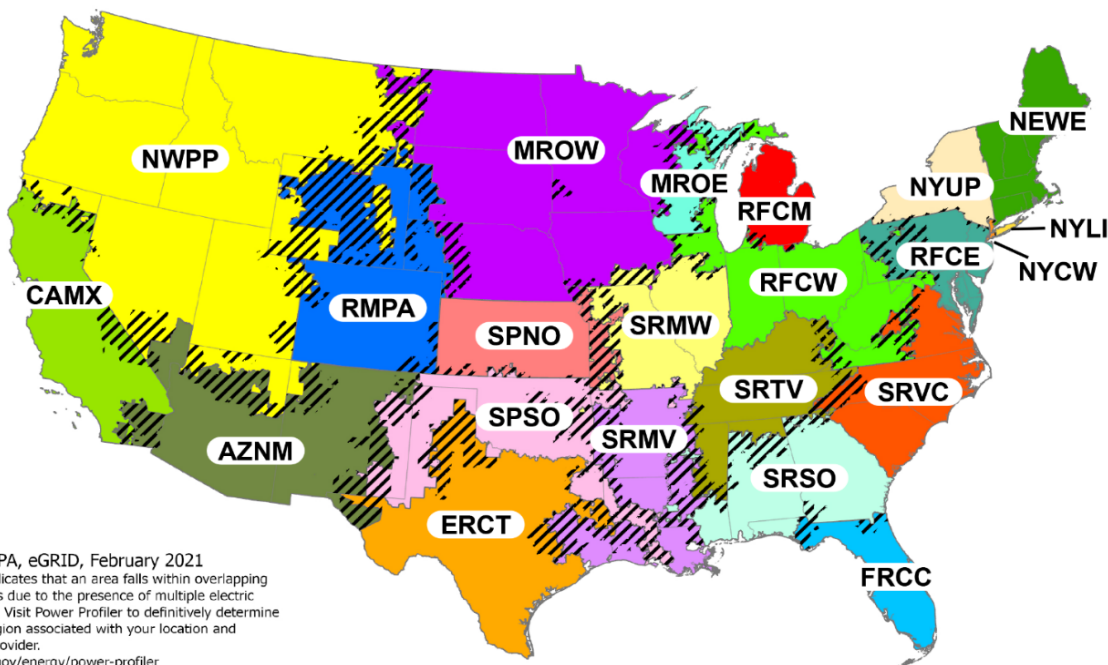 NEWE
NWPP
MROW
MROE
NYUP
RFCM
NYLI
RFCE
NYCW
RFCW
CAMX
RMPA
SRMW
SPNO
SRTV
SRVC
SPSO
SRMV
AZNM
SRSO
ERCT
FRCC
PA, eGRID, February 2021
dicates that an area falls within overlapping
s due to the presence of multiple electric
Visit Power Profiler to definitively determine
gion associated with your location and
ovider.
gov/energy/power-profiler